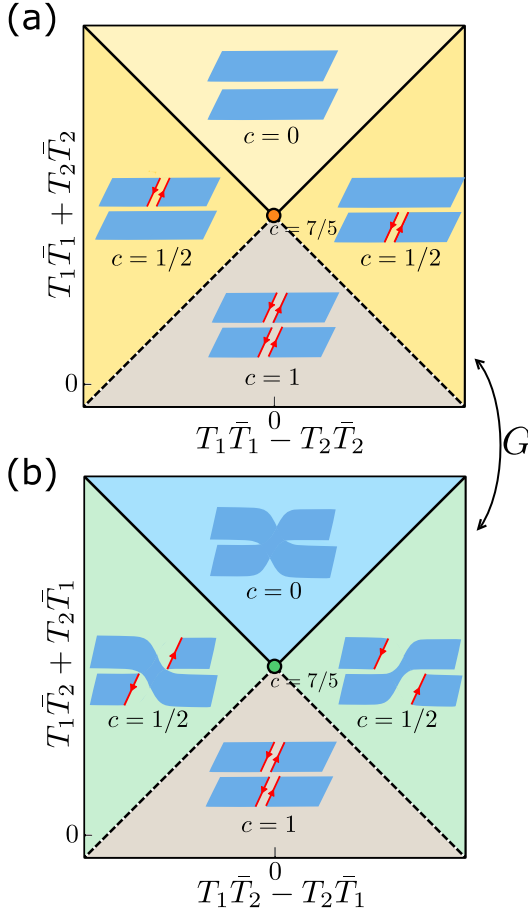 (a)
c = 0
T₁T̄₁ + T₂T̄₂
c = 7/5
c = 1/2
c = 1/2
c = 1
0
0
T₁T̄₁ − T₂T̄₂
G
(b)
c = 0
T₁T̄₂ + T₂T̄₁
c = 7/5
c = 1/2
c = 1/2
c = 1
0
0
T₁T̄₂ − T₂T̄₁